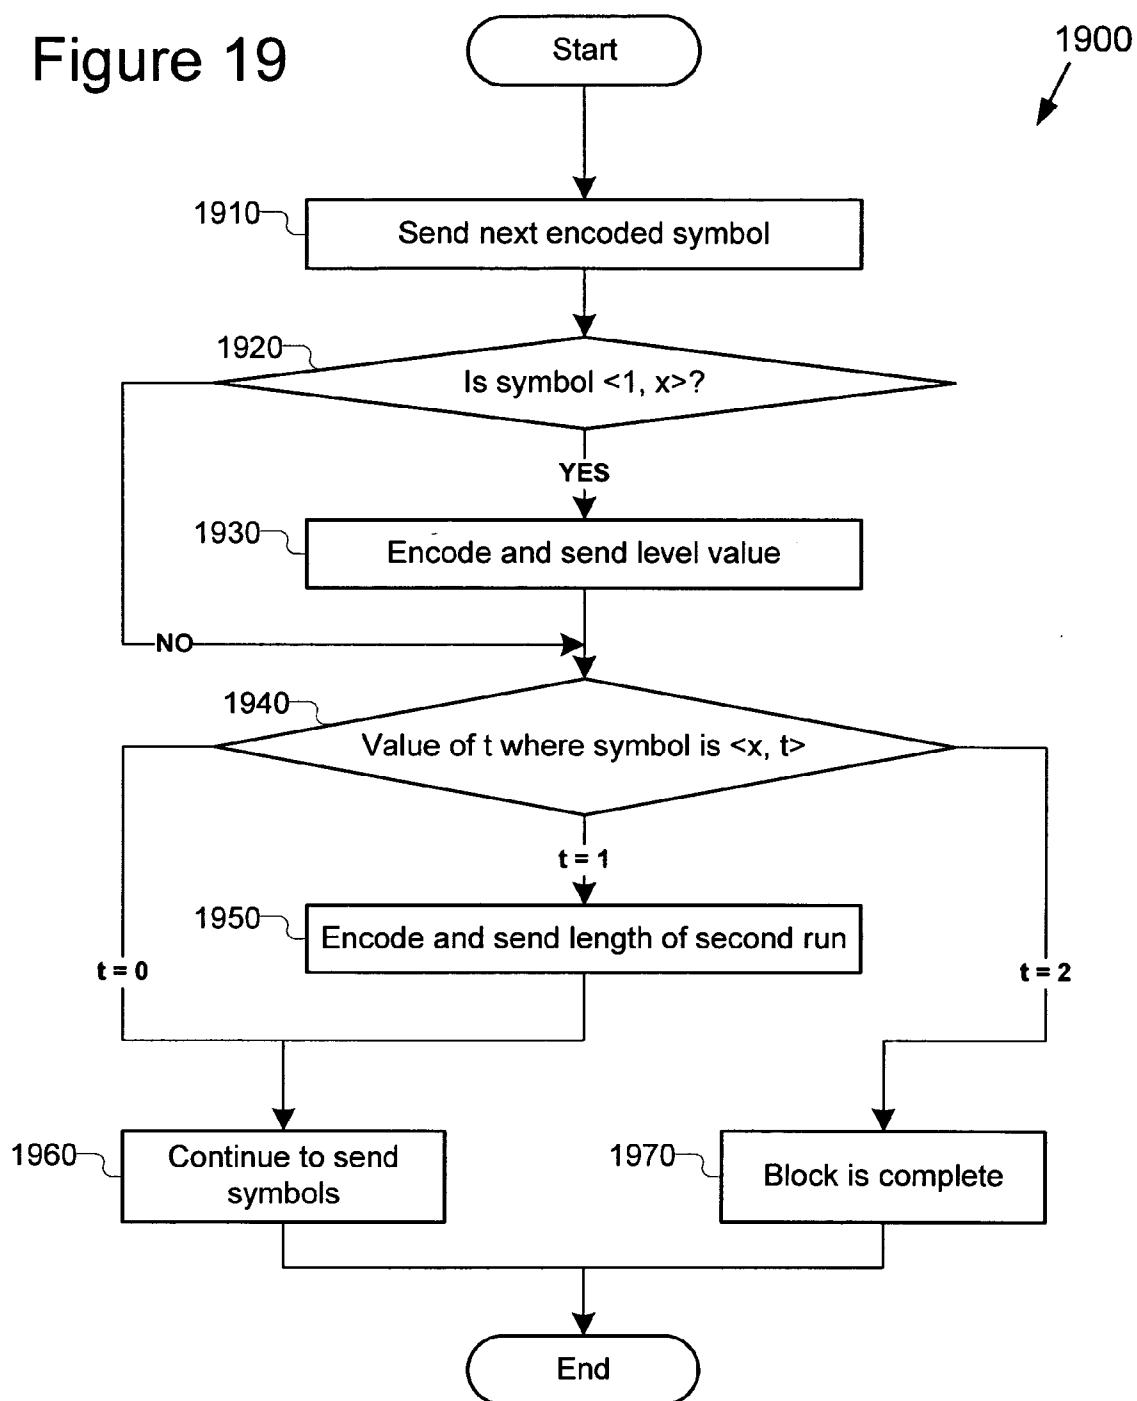 Figure 19
Start
1900
1910
Send next encoded symbol
1920
Is symbol <1, x>?
YES
1930
Encode and send level value
NO
1940
Value of t where symbol is <x, t>
t = 1
1950
Encode and send length of second run
t = 0
t = 2
1960
Continue to send
symbols
1970
Block is complete
End